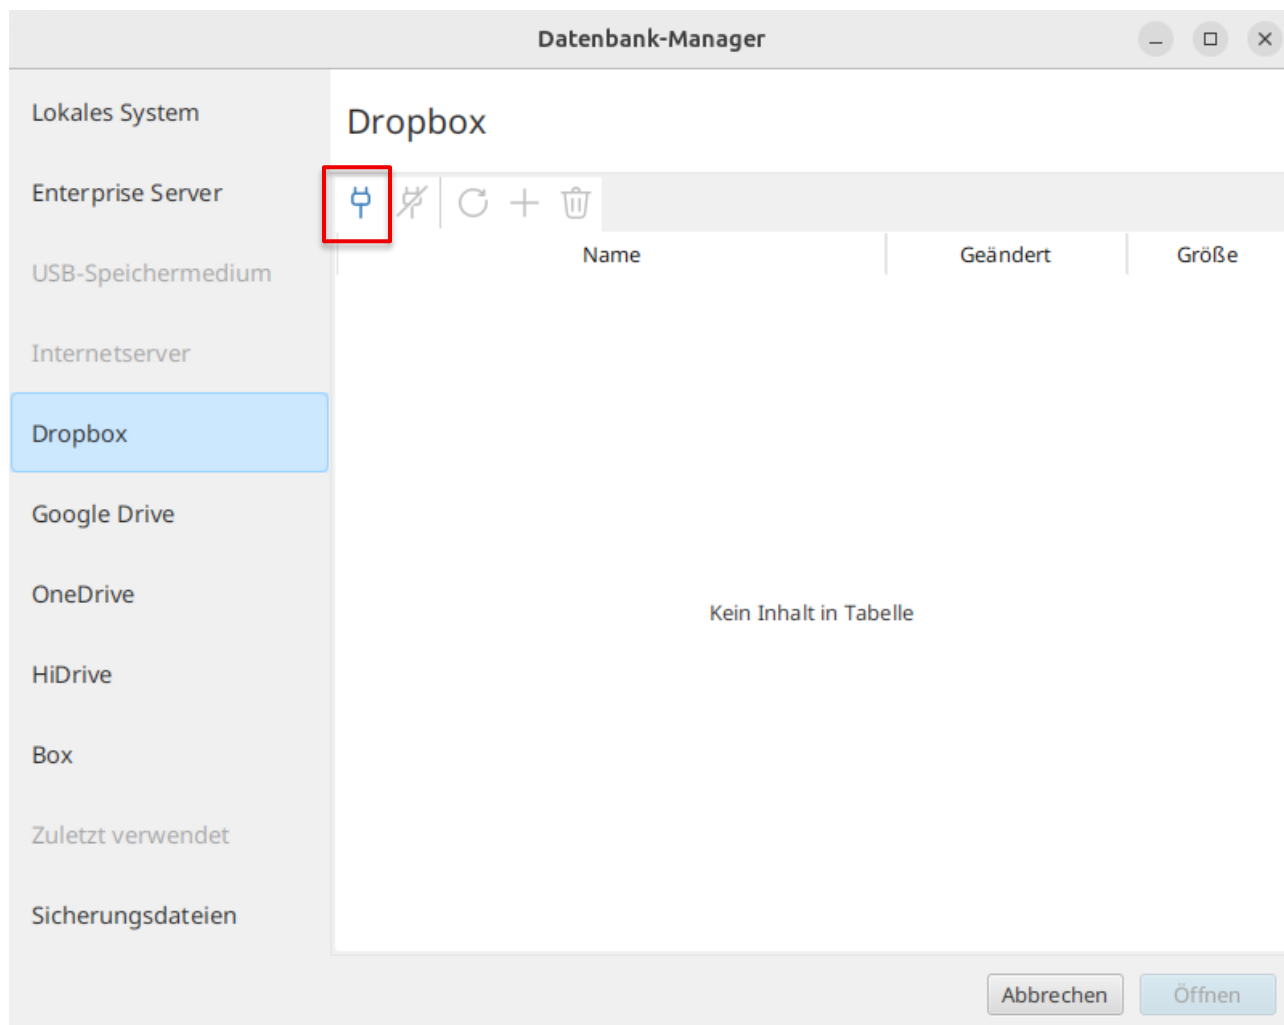 Datenbank-Manager
Lokales System
Enterprise Server
USB-Speichermedium
Internetserver
Dropbox
Google Drive
OneDrive
HiDrive
Box
Zuletzt verwendet
Sicherungsdateien
Dropbox
Name Geändert Größe
Kein Inhalt in Tabelle
Abbrechen Öffnen